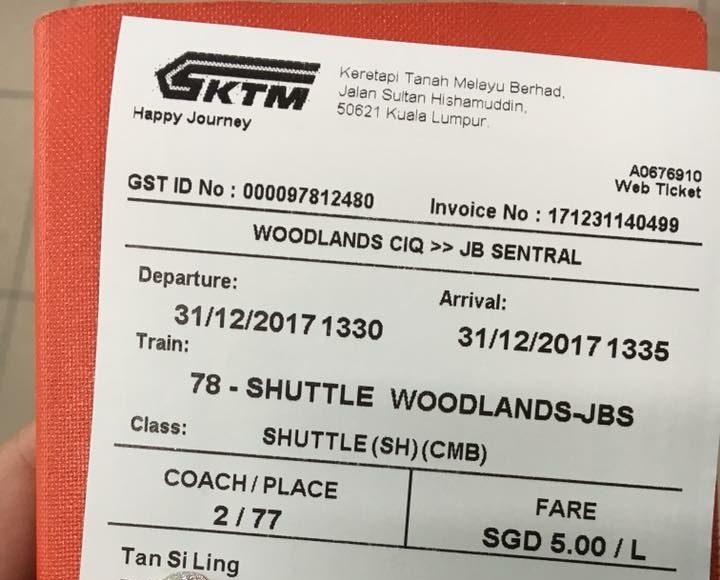 KTM
Happy Journey
Keretapi Tanah Melayu Berhad,
Jalan Sultan Hishamuddin,
50621 Kuala Lumpur.
A0676910
Web Ticket
GST ID No : 000097812480
Invoice No : 171231140499
WOODLANDS CIQ >> JB SENTRAL
Departure:
31/12/2017 1330
Arrival:
31/12/2017 1335
Train:
78 - SHUTTLE WOODLANDS-JBS
Class:
SHUTTLE (SH) (CMB)
COACH / PLACE
2 / 77
FARE
SGD 5.00 / L
Tan Si Ling